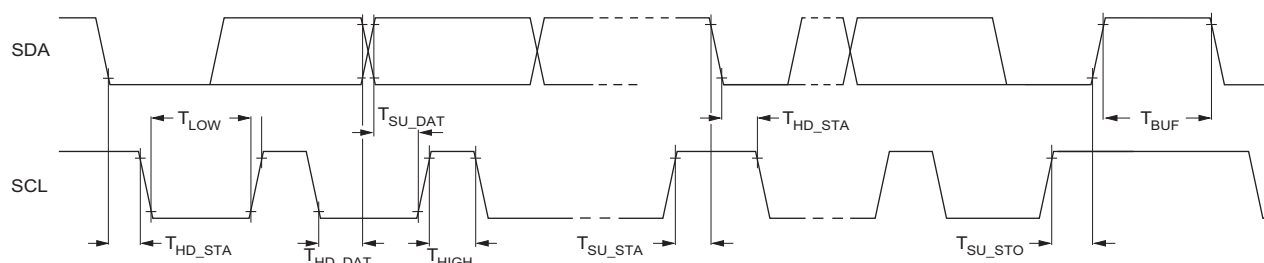 SDA
T_SU_DAT
T_LOW
T_HD_STA
T_BUF
SCL
T_HD_STA
T_HD_DAT
T_HIGH
T_SU_STA
T_SU_STO